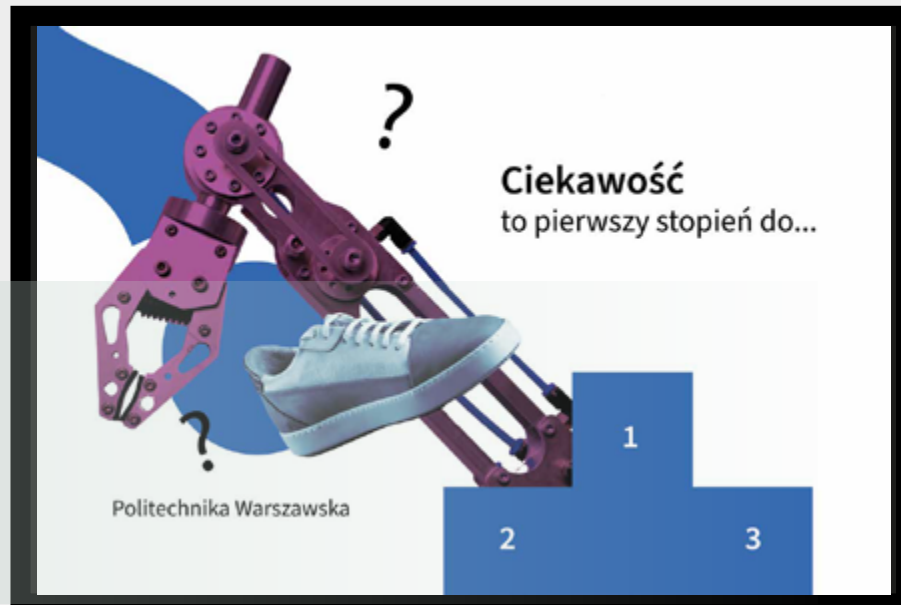 ?
Ciekawość
to pierwszy stopień do...
?
Politechnika Warszawska
1
2
3